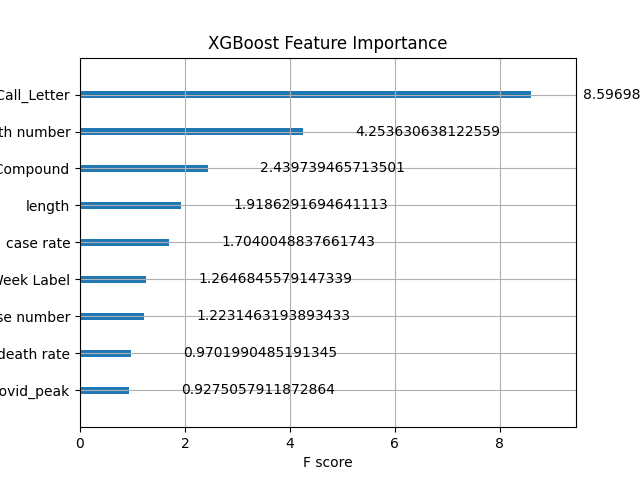 XGBoost Feature Importance
Call_Letter 8.59698
th number 4.253630638122559
Compound 2.439739465713501
length 1.9186291694641113
case rate 1.7040048837661743
Week Label 1.2646845579147339
se number 1.2231463193893433
death rate 0.9701990485191345
ovid_peak 0.9275057911872864
0 2 4 6 8
F score